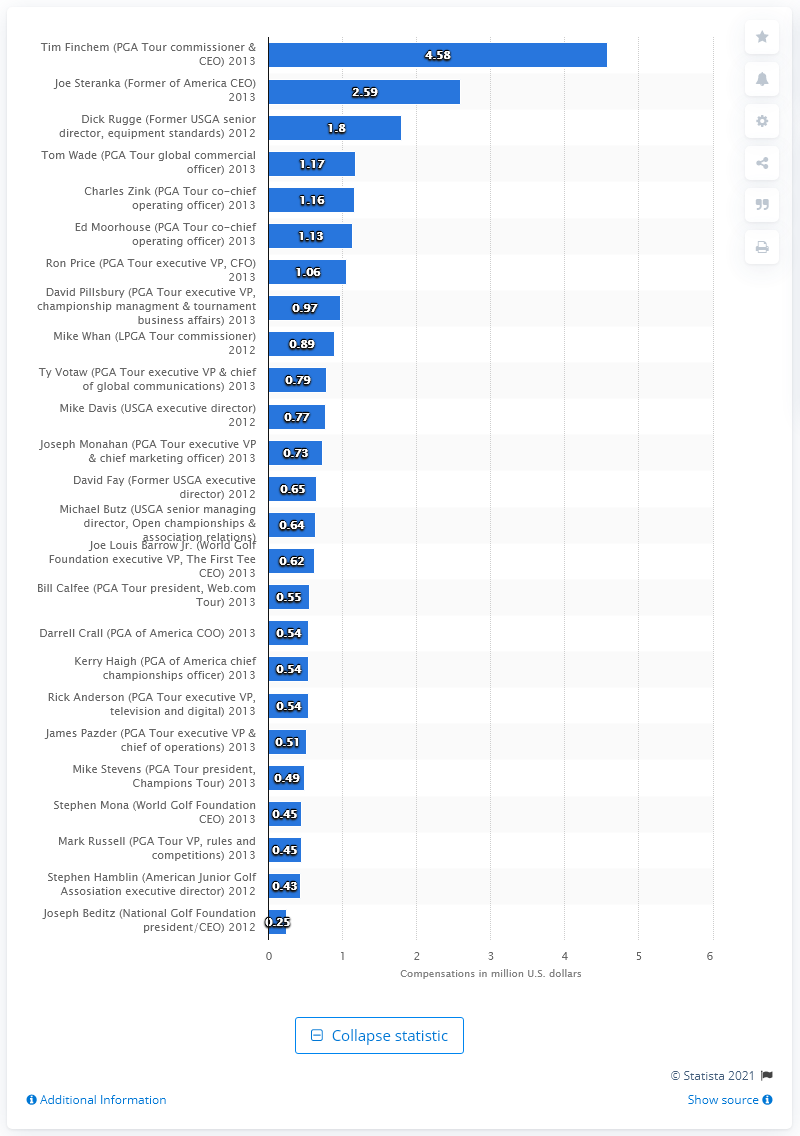 Tim Finchem (PGA Tour commissioner &
CEO) 2013
4.58
Joe Steranka (Former of America CEO)
2013
2.59
Dick Rugge (Former USGA senior
director, equipment standards) 2012
1.8
Tom Wade (PGA Tour global commercial
officer) 2013
1.17
Charles Zink (PGA Tour co-chief
operating officer) 2013
1.16
Ed Moorhouse (PGA Tour co-chief
operating officer) 2013
1.13
Ron Price (PGA Tour executive VP, CFO)
2013
1.06
David Pillsbury (PGA Tour executive VP,
championship managment & tournament
business affairs) 2013
0.97
Mike Whan (LPGA Tour commissioner)
2012
0.89
Ty Votaw (PGA Tour executive VP & chief
of global communications) 2013
0.79
Mike Davis (USGA executive director)
2012
0.77
Joseph Monahan (PGA Tour executive VP
& chief marketing officer) 2013
0.73
David Fay (Former USGA executive
director) 2012
0.65
Michael Butz (USGA senior managing
director, Open championships &
association relations)
0.64
Joe Louis Barrow Jr. (World Golf
Foundation executive VP, The First Tee
CEO) 2013
0.62
Bill Calfee (PGA Tour president, Web.com
Tour) 2013
0.55
Darrell Crall (PGA of America COO) 2013
0.54
Kerry Haigh (PGA of America chief
championships officer) 2013
0.54
Rick Anderson (PGA Tour executive VP,
television and digital) 2013
0.54
James Pazder (PGA Tour executive VP &
chief of operations) 2013
0.51
Mike Stevens (PGA Tour president,
Champions Tour) 2013
0.49
Stephen Mona (World Golf Foundation
CEO) 2013
0.45
Mark Russell (PGA Tour VP, rules and
competitions) 2013
0.45
Stephen Hamblin (American Junior Golf
Assosiation executive director) 2012
0.43
Joseph Beditz (National Golf Foundation
president/CEO) 2012
0.25
0 1 2 3 4 5 6
Compensations in million U.S. dollars
Collapse statistic
© Statista 2021
Additional Information
Show source